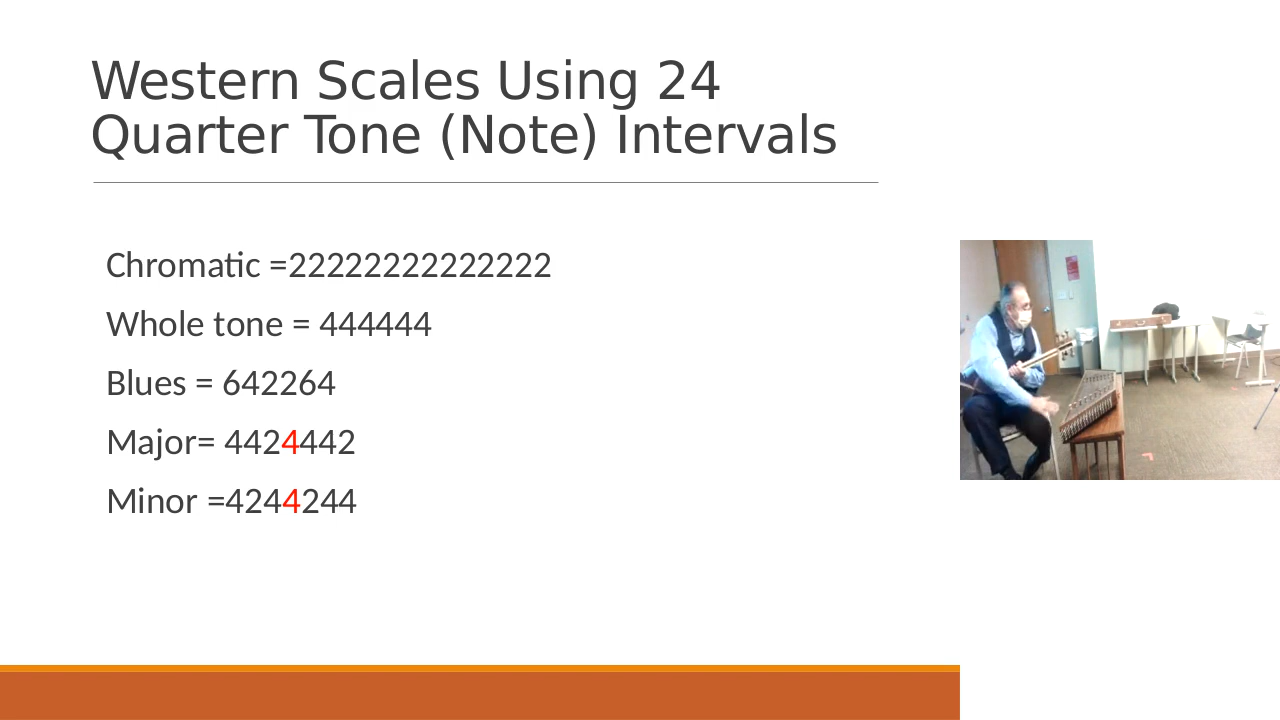 Western Scales Using 24
Quarter Tone (Note) Intervals
Chromatic =22222222222222
Whole tone = 444444
Blues = 642264
Major= 4424442
Minor =4244244